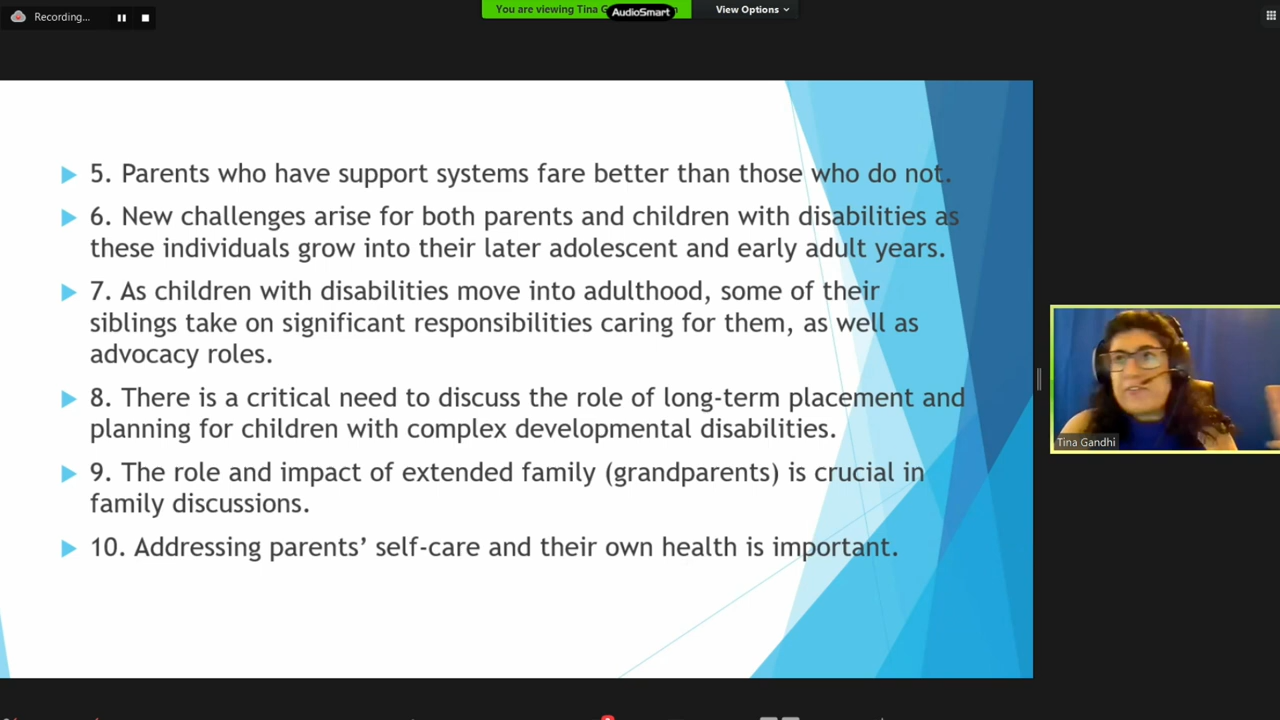 Recording...
You are viewing Tina G
AudioSmart
View Options
5. Parents who have support systems fare better than those who do not.
6. New challenges arise for both parents and children with disabilities as
these individuals grow into their later adolescent and early adult years.
7. As children with disabilities move into adulthood, some of their
siblings take on significant responsibilities caring for them, as well as
advocacy roles.
8. There is a critical need to discuss the role of long-term placement and
planning for children with complex developmental disabilities.
9. The role and impact of extended family (grandparents) is crucial in
family discussions.
10. Addressing parents’ self-care and their own health is important.
Tina Gandhi